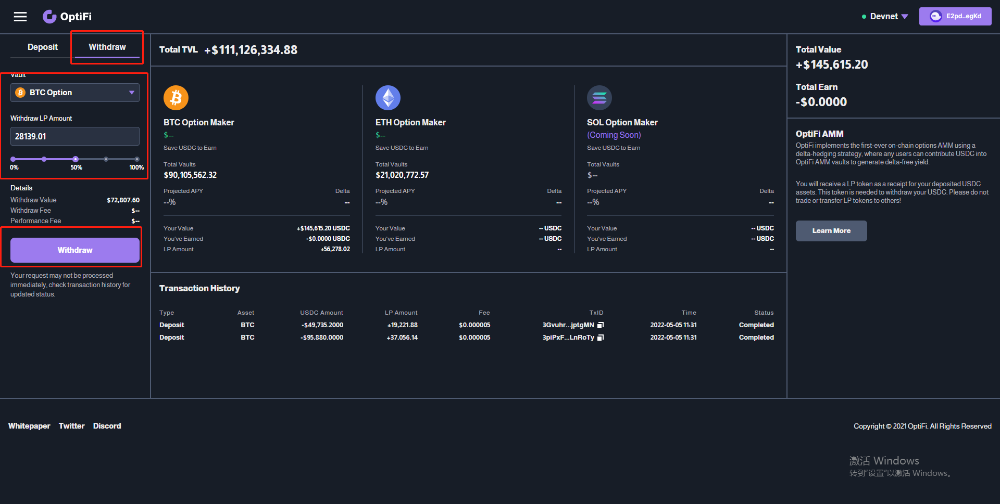 OptiFi
Devnet
E2pd..egKd
Deposit
Withdraw
Vault
BTC Option
Withdraw LP Amount
28139.01
0%
50%
100%
Details
Withdraw Value
$72,807.60
Withdraw Fee
$--
Performance Fee
$--
Withdraw
Your request may not be processed
immediately, check transaction history for
updated status.
Total TVL +$111,126,334.88
BTC Option Maker
$--
Save USDC to Earn
Total Vaults
$90,105,562.32
Projected APY
Delta
--%
--
Your Value
+$145,615.20 USDC
You've Earned
-$0.0000 USDC
LP Amount
+56,278.02
ETH Option Maker
$--
Save USDC to Earn
Total Vaults
$21,020,772.57
Projected APY
Delta
--%
--
Your Value
-- USDC
You've Earned
-- USDC
LP Amount
--
SOL Option Maker
(Coming Soon)
Save USDC to Earn
Total Vaults
$--
Projected APY
Delta
--%
--
Your Value
-- USDC
You've Earned
-- USDC
LP Amount
--
Transaction History
Type Asset USDC Amount LP Amount Fee TxID Time Status
Deposit BTC -$49,735.2000 +19,221.88 $0.000005 3Gvuhr...jptgMN 2022-05-05 11:31 Completed
Deposit BTC -$95,880.0000 +37,056.14 $0.000005 3piPxF...LnRoTy 2022-05-05 11:31 Completed
Total Value
+$145,615.20
Total Earn
-$0.0000
OptiFi AMM
OptiFi implements the first-ever on-chain options AMM using a
delta-hedging strategy, where any users can contribute USDC into
OptiFi AMM vaults to generate delta-free yield.
You will receive a LP token as a receipt for your deposited USDC
assets. This token is needed to withdraw your USDC. Please do not
trade or transfer LP tokens to others!
Learn More
Whitepaper Twitter Discord
Copyright © 2021 OptiFi. All Rights Reserved
激活 Windows
转到“设置”以激活 Windows。